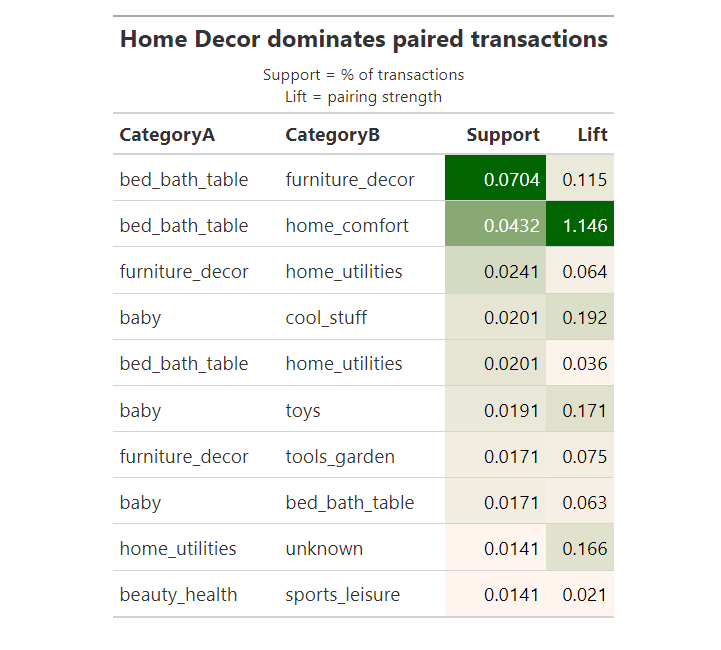 Home Decor dominates paired transactions
Support = % of transactions
Lift = pairing strength
CategoryA CategoryB Support Lift
bed_bath_table furniture_decor 0.0704 0.115
bed_bath_table home_comfort 0.0432 1.146
furniture_decor home_utilities 0.0241 0.064
baby cool_stuff 0.0201 0.192
bed_bath_table home_utilities 0.0201 0.036
baby toys 0.0191 0.171
furniture_decor tools_garden 0.0171 0.075
baby bed_bath_table 0.0171 0.063
home_utilities unknown 0.0141 0.166
beauty_health sports_leisure 0.0141 0.021